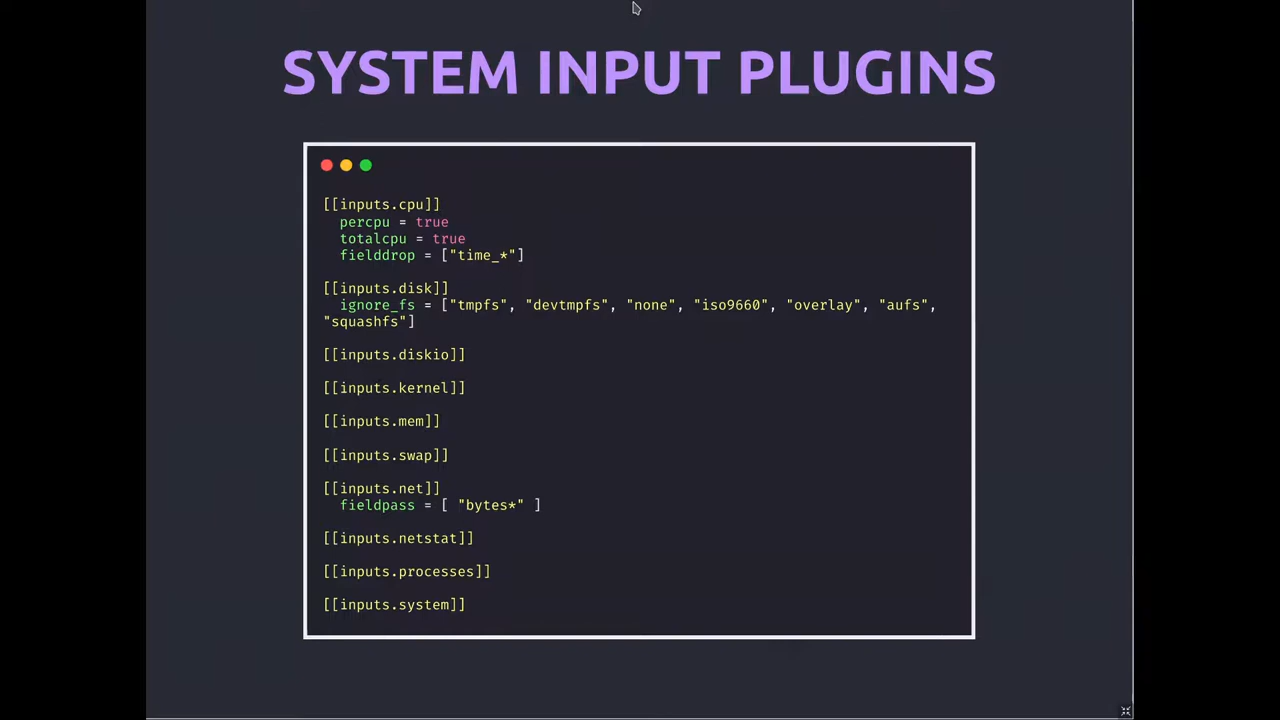 SYSTEM INPUT PLUGINS
[[inputs.cpu]]
percpu = true
totalcpu = true
fielddrop = ["time_*"]
[[inputs.disk]]
ignore_fs = ["tmpfs", "devtmpfs", "none", "iso9660", "overlay", "aufs",
"squashfs"]
[[inputs.diskio]]
[[inputs.kernel]]
[[inputs.mem]]
[[inputs.swap]]
[[inputs.net]]
fieldpass = [ "bytes*" ]
[[inputs.netstat]]
[[inputs.processes]]
[[inputs.system]]